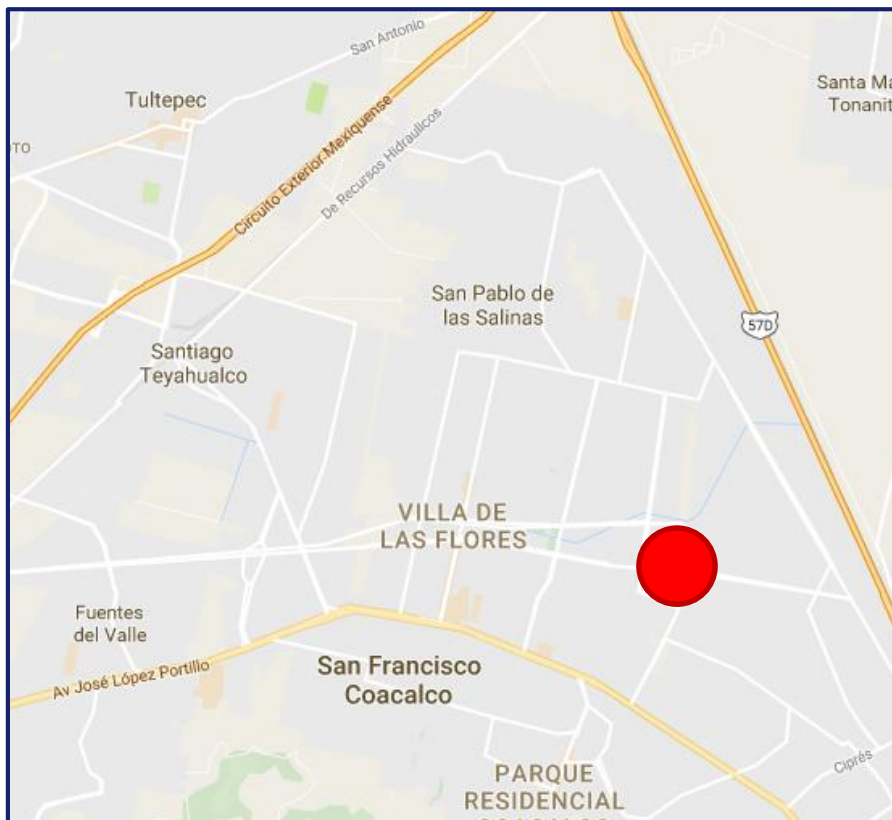 San Antonio
Tultepec
Santa Ma
Tonanit
OTO
Circuito Exterior Mexiquense
De Recursos Hidraulicos
San Pablo de
las Salinas
57D
Santiago
Teyahualco
VILLA DE
LAS FLORES
Fuentes
del Valle
San Francisco
Coacalco
Av José López Portillo
Ciprés
PARQUE
RESIDENCIAL